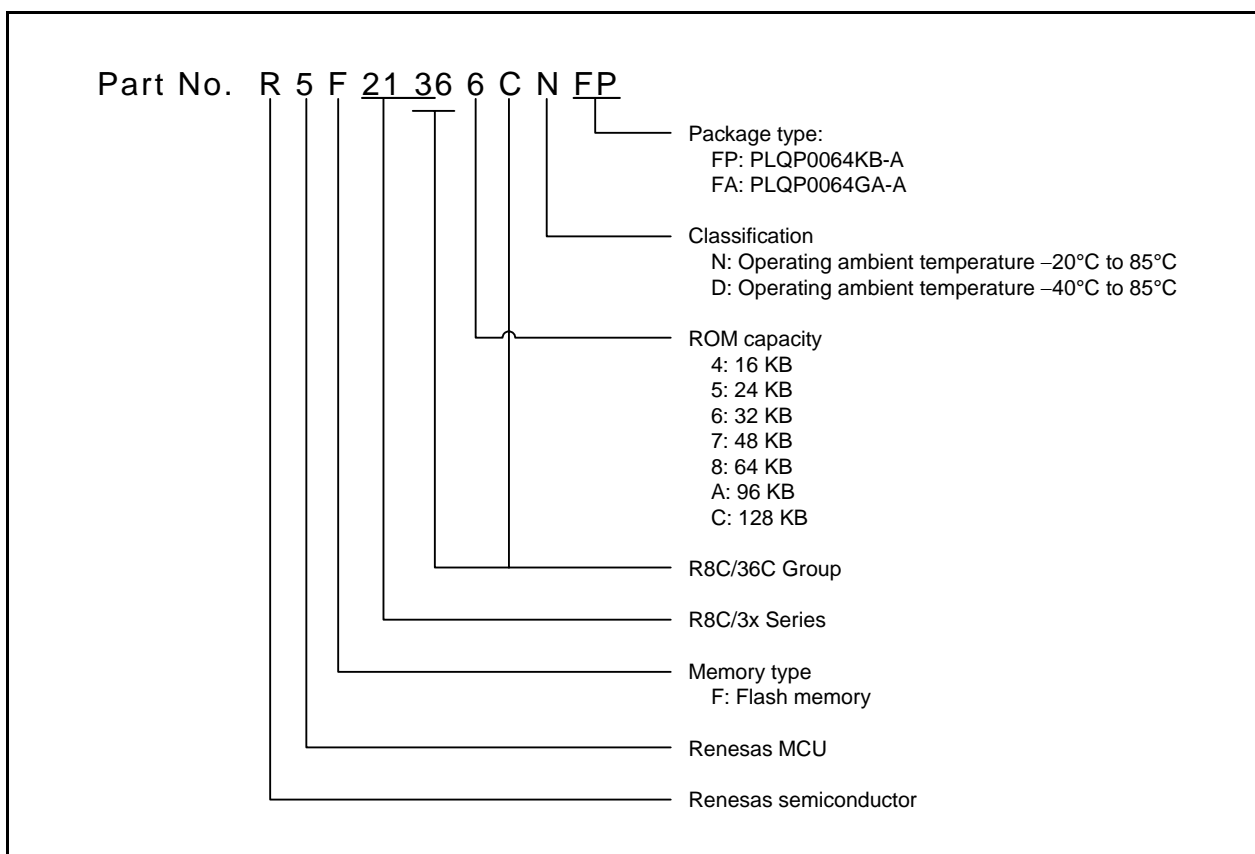 Part No. R 5 F 21 36 6 C N FP
Package type:
FP: PLQP0064KB-A
FA: PLQP0064GA-A
Classification
N: Operating ambient temperature –20°C to 85°C
D: Operating ambient temperature –40°C to 85°C
ROM capacity
4: 16 KB
5: 24 KB
6: 32 KB
7: 48 KB
8: 64 KB
A: 96 KB
C: 128 KB
R8C/36C Group
R8C/3x Series
Memory type
F: Flash memory
Renesas MCU
Renesas semiconductor